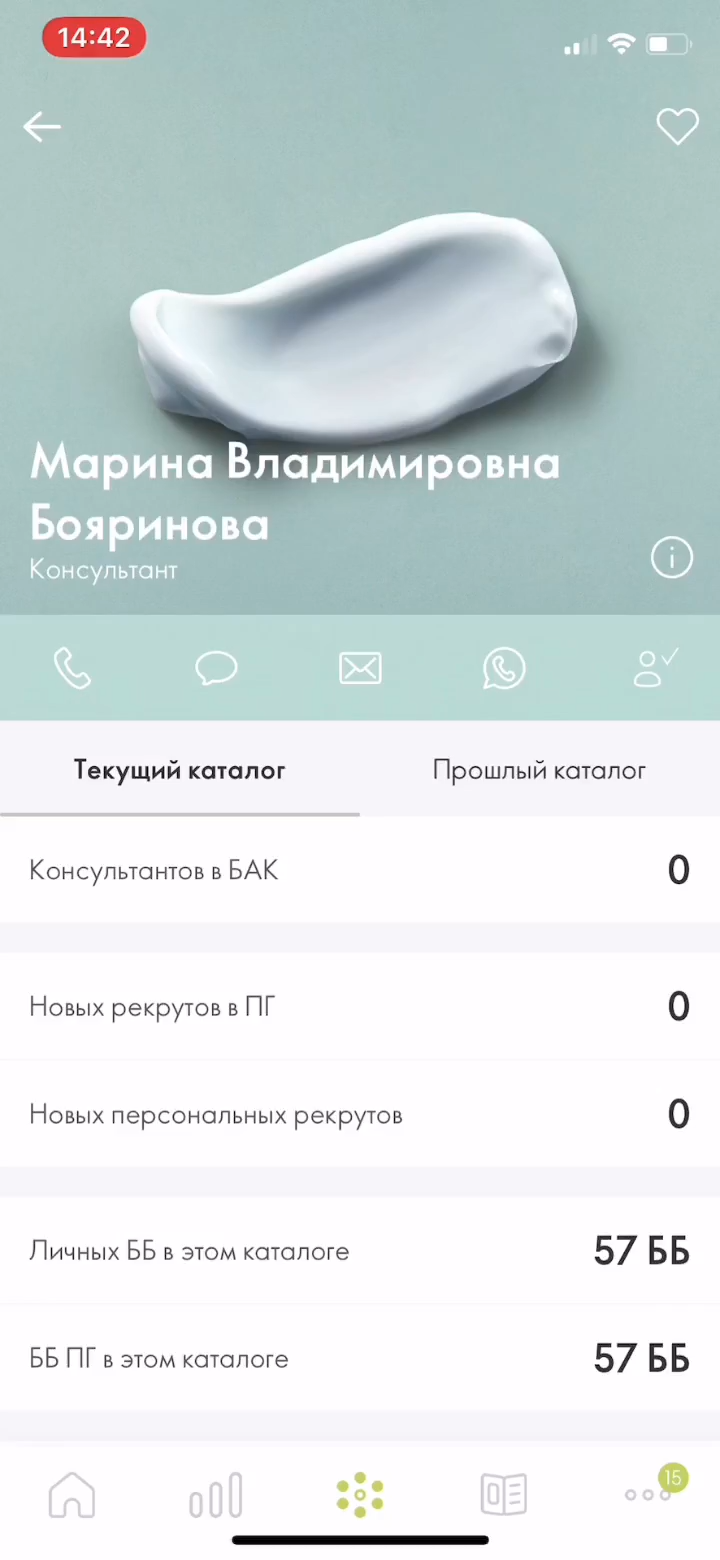 14:42
Марина Владимировна
Бояринова
Консультант
Текущий каталог
Прошлый каталог
Консультантов в БАК
0
Новых рекрутов в ПГ
0
Новых персональных рекрутов
0
Личных ББ в этом каталоге
57 ББ
ББ ПГ в этом каталоге
57 ББ
15